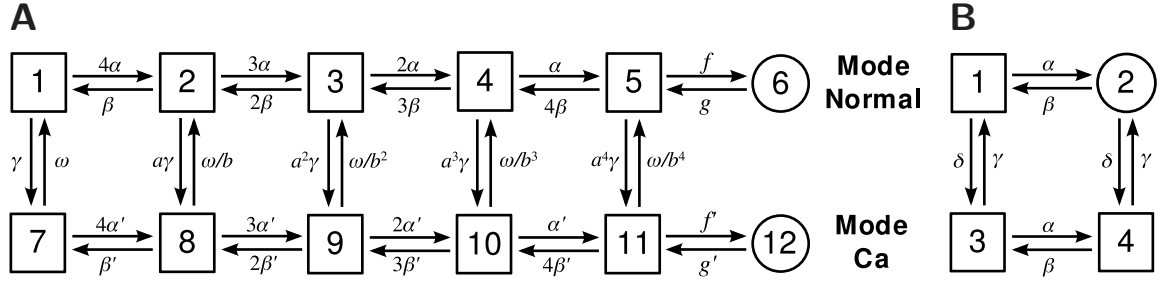 A B
4α 3α 2α α f α
1 2 3 4 5 6 Mode Normal 1 2
β 2β 3β 4β g β
γ ω aγ ω/b a²γ ω/b² a³γ ω/b³ a⁴γ ω/b⁴ δ γ δ γ
4α′ 3α′ 2α′ α′ f′ α
7 8 9 10 11 12 Mode Ca 3 4
β′ 2β′ 3β′ 4β′ g′ β